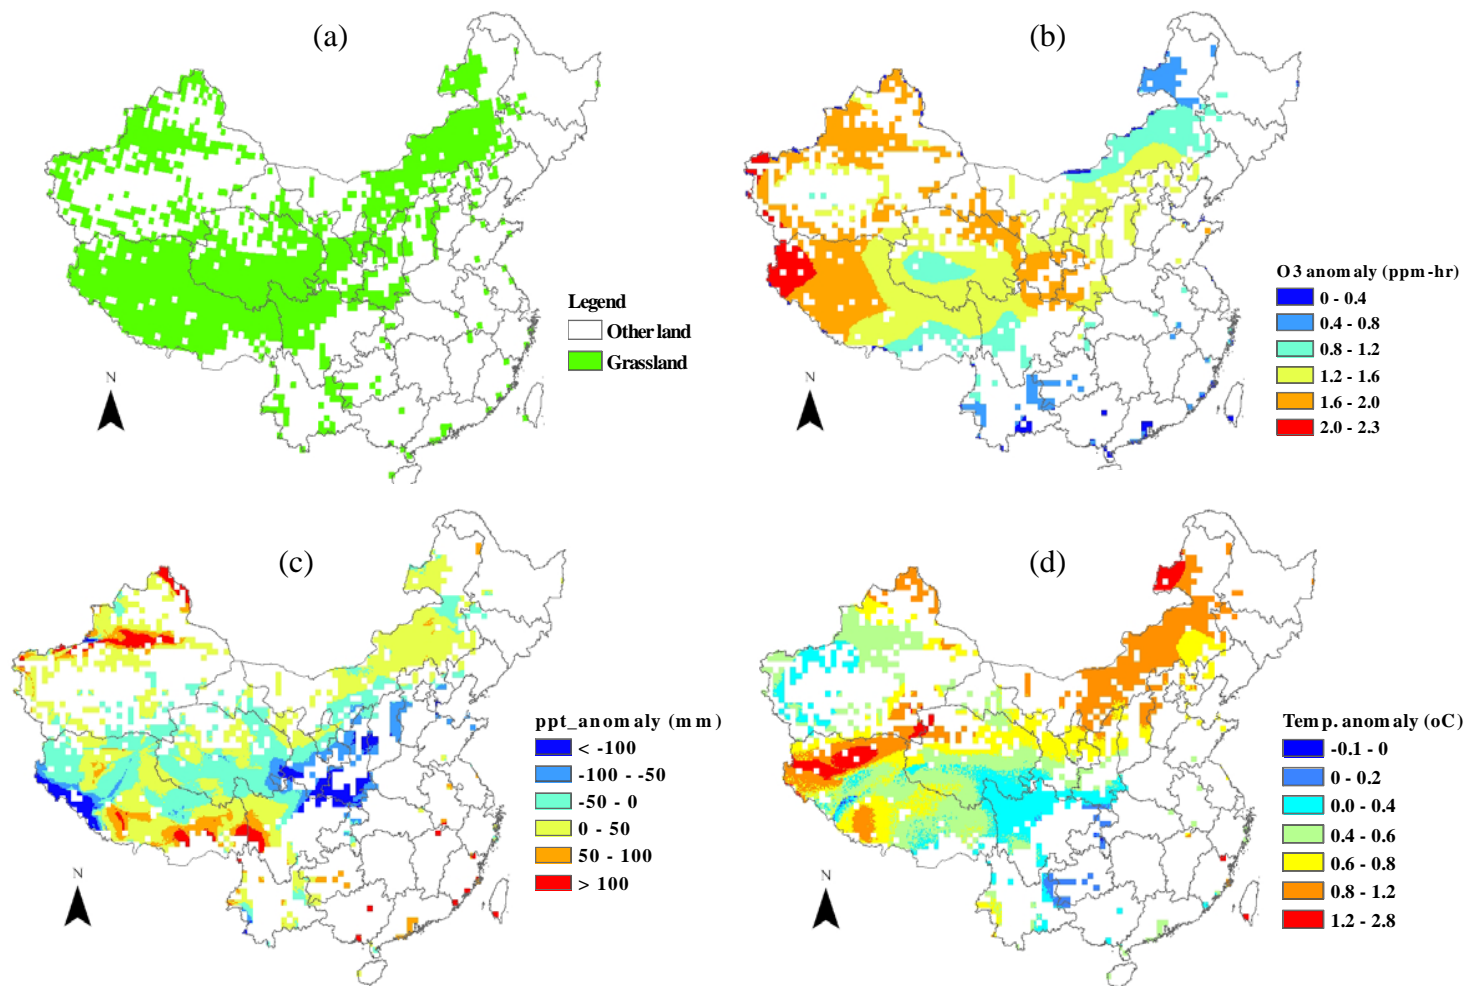 (a)
N
Legend
Other land
Grassland
(b)
N
O3 anomaly (ppm-hr)
0 - 0.4
0.4 - 0.8
0.8 - 1.2
1.2 - 1.6
1.6 - 2.0
2.0 - 2.3
(c)
N
ppt_anomaly (mm)
< -100
-100 - -50
-50 - 0
0 - 50
50 - 100
> 100
(d)
N
Temp. anomaly (oC)
-0.1 - 0
0 - 0.2
0.0 - 0.4
0.4 - 0.6
0.6 - 0.8
0.8 - 1.2
1.2 - 2.8